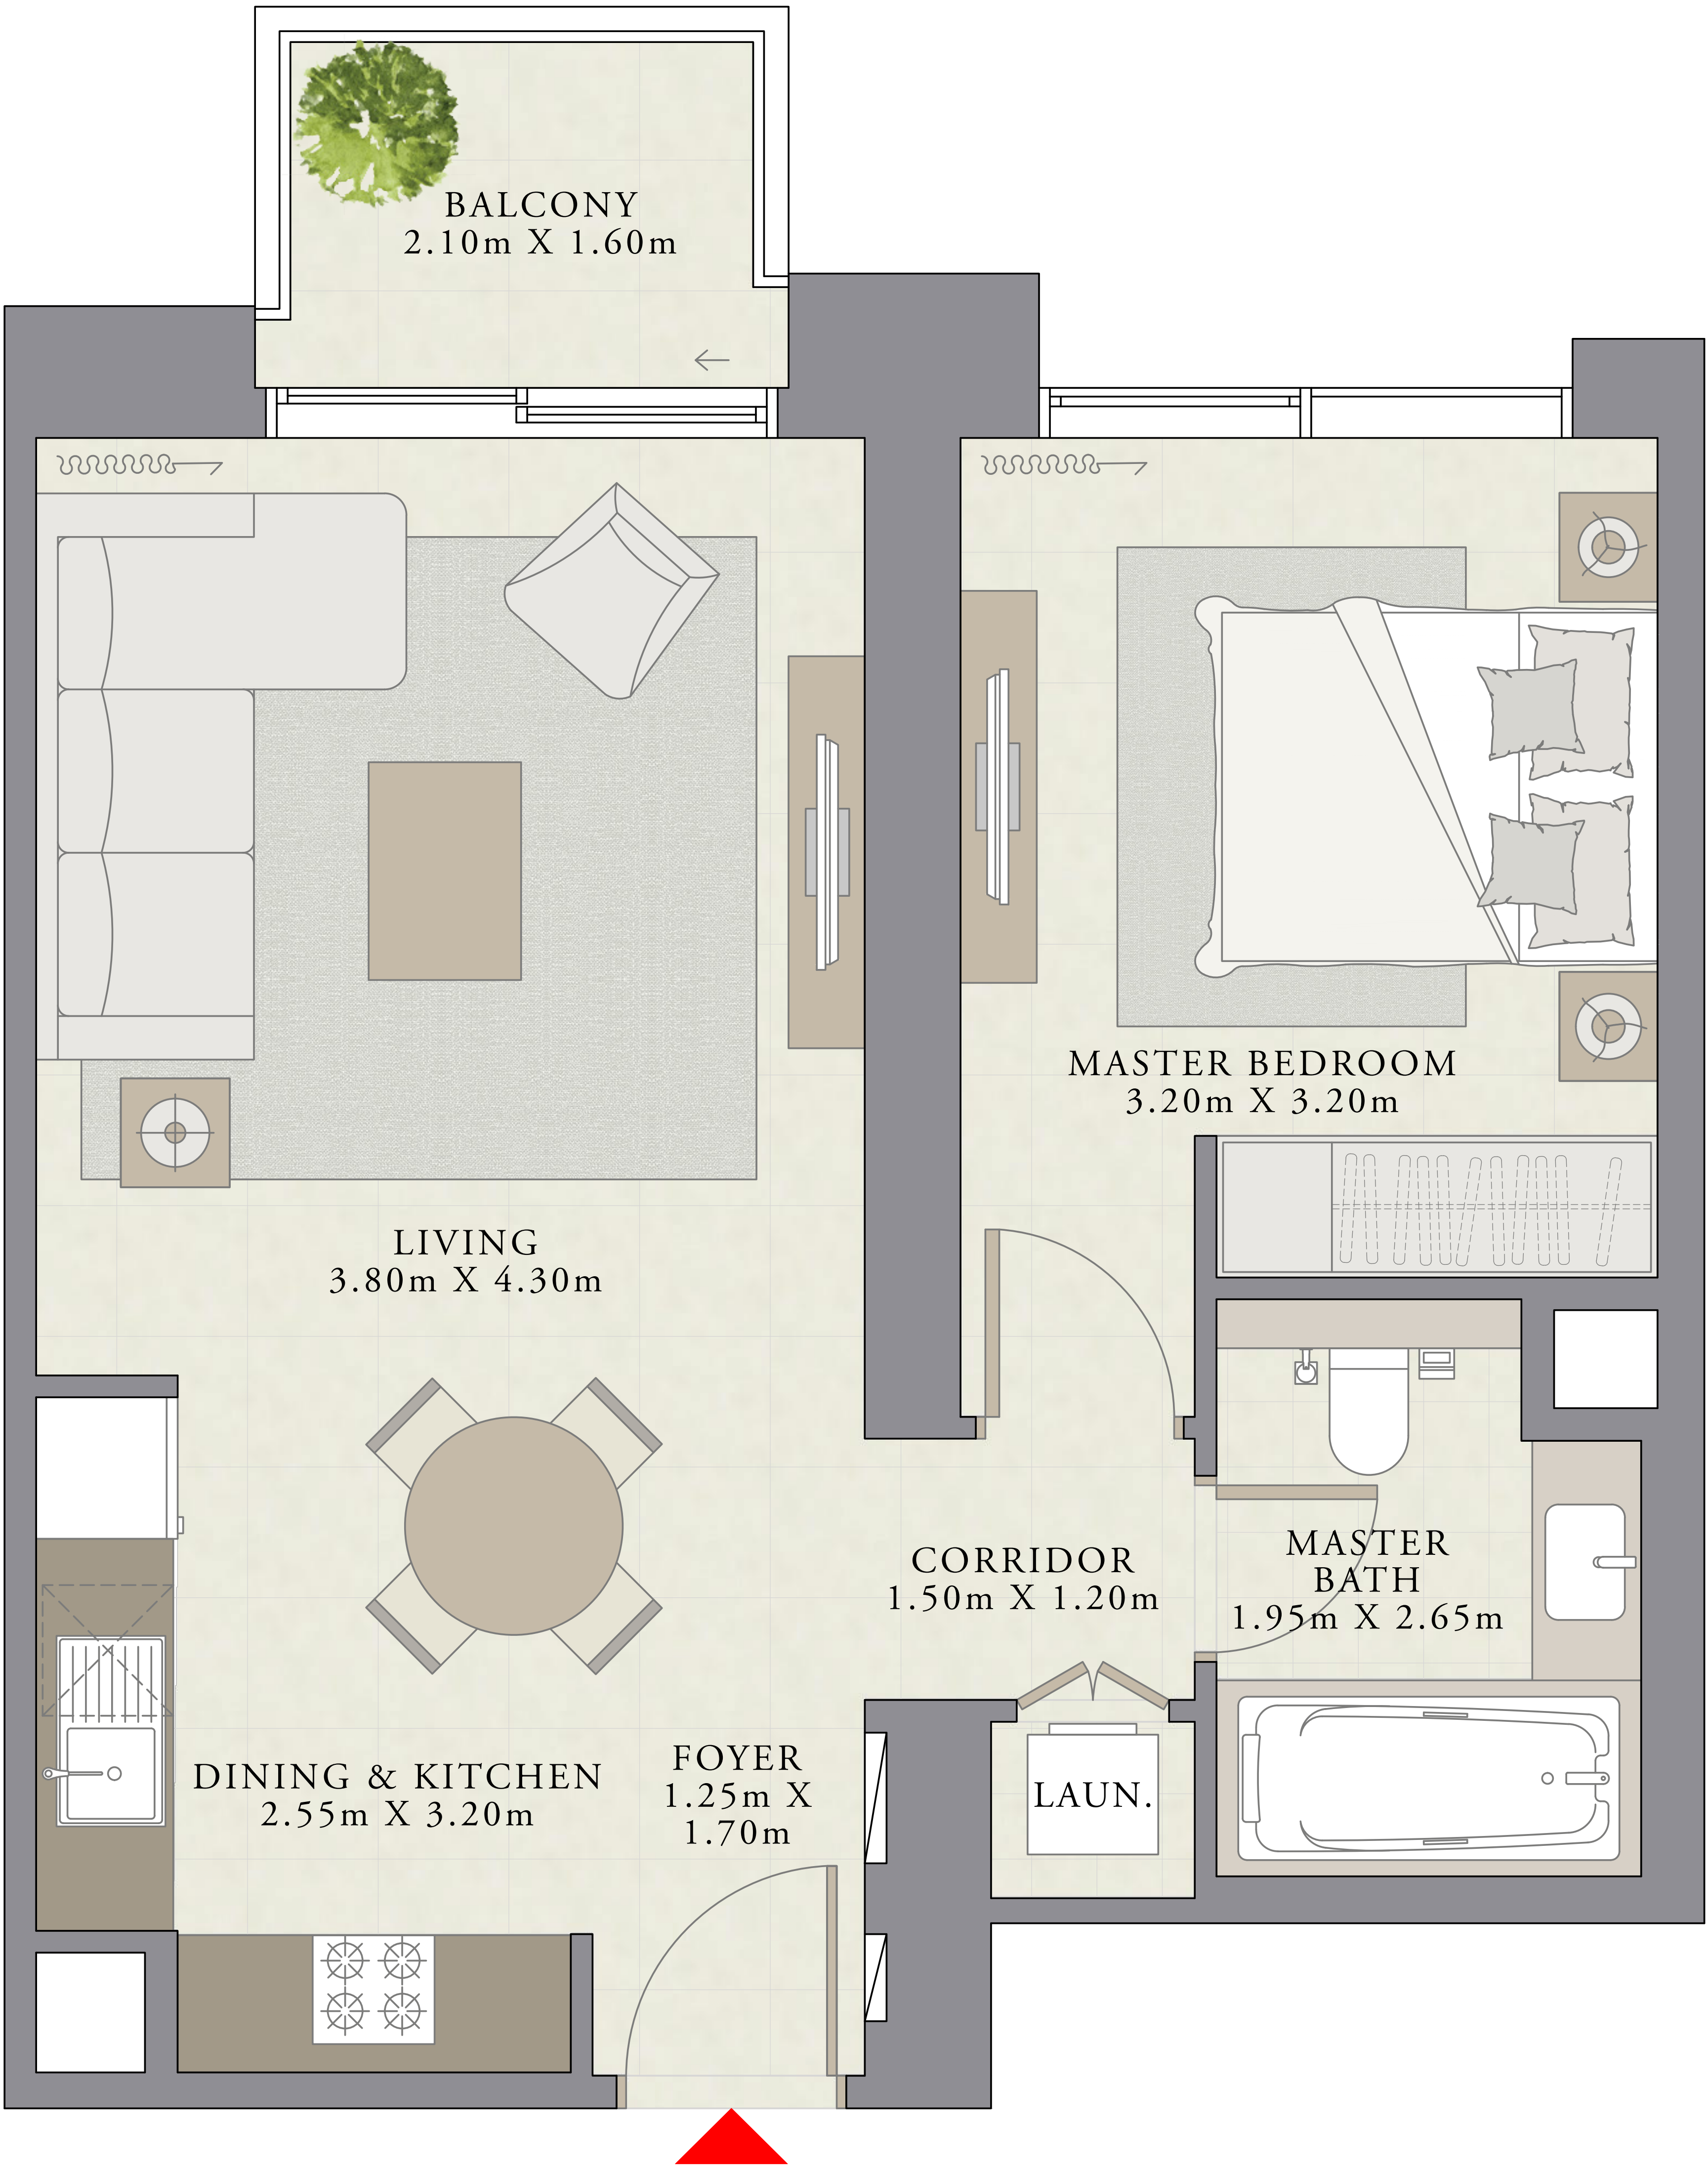 BALCONY
2.10m X 1.60m
MASTER BEDROOM
3.20m X 3.20m
LIVING
3.80m X 4.30m
CORRIDOR
1.50m X 1.20m
MASTER
BATH
1.95m X 2.65m
DINING & KITCHEN
2.55m X 3.20m
FOYER
1.25m X
1.70m
LAUN.